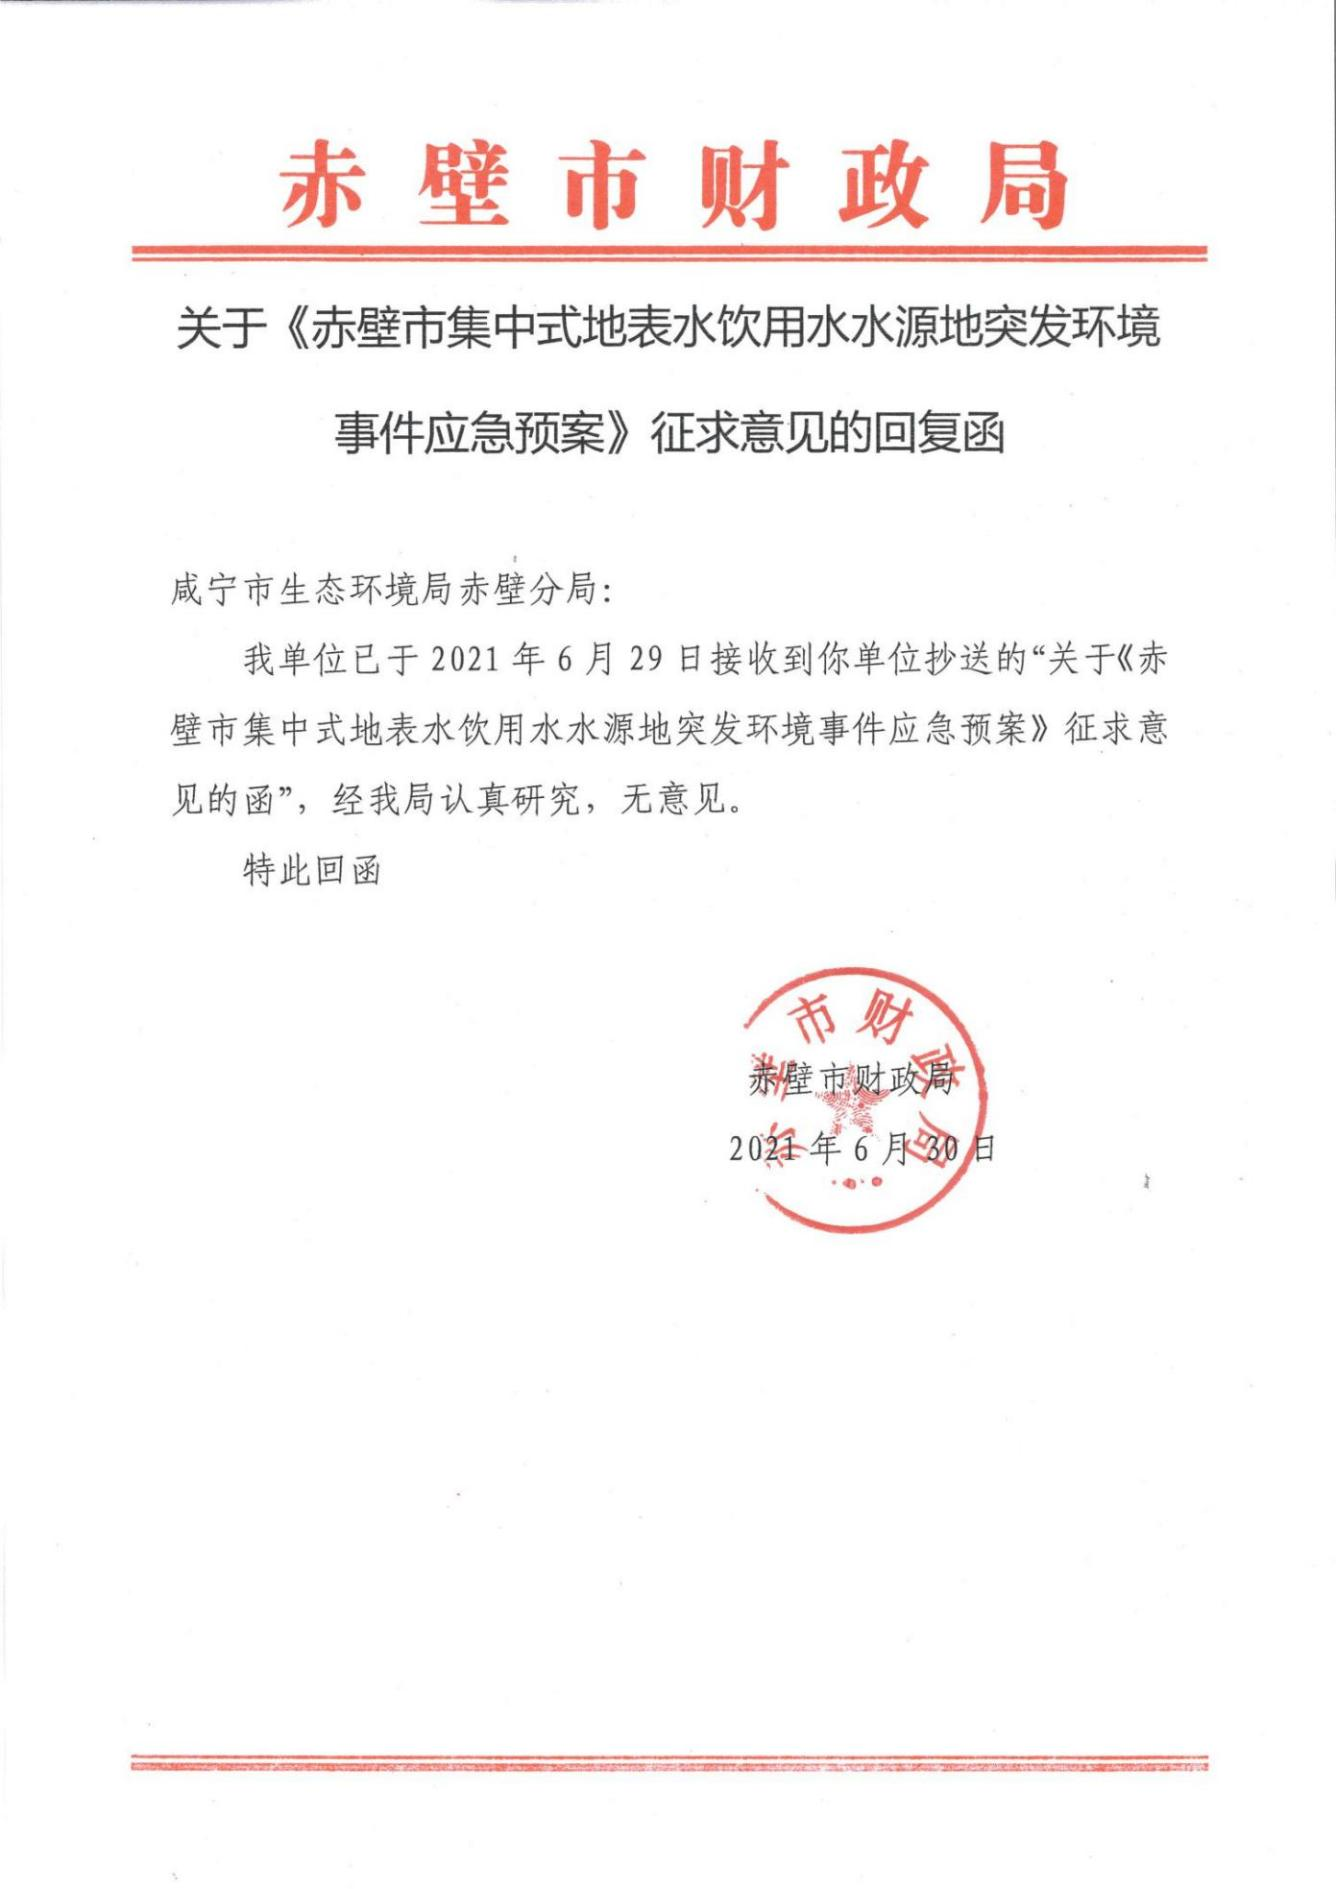 赤壁市财政局
关于《赤壁市集中式地表水饮用水水源地突发环境
事件应急预案》征求意见的回复函
咸宁市生态环境局赤壁分局：
我单位已于 2021 年 6 月 29 日接收到你单位抄送的“关于《赤
壁市集中式地表水饮用水水源地突发环境事件应急预案》征求意
见的函”，经我局认真研究，无意见。
特此回函
赤壁市财政局
赤壁市财政局
2021 年 6 月 30 日